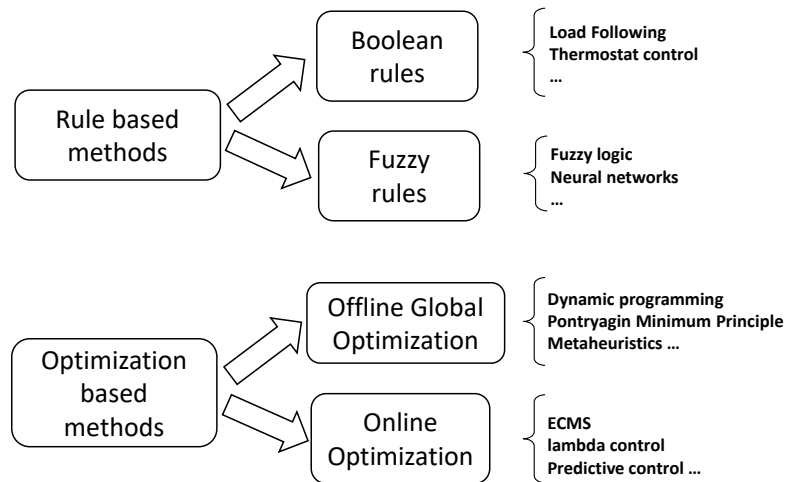 Rule based
methods
Boolean
rules
Load Following
Thermostat control
…
Fuzzy
rules
Fuzzy logic
Neural networks
…
Optimization
based
methods
Offline Global
Optimization
Dynamic programming
Pontryagin Minimum Principle
Metaheuristics …
Online
Optimization
ECMS
lambda control
Predictive control …